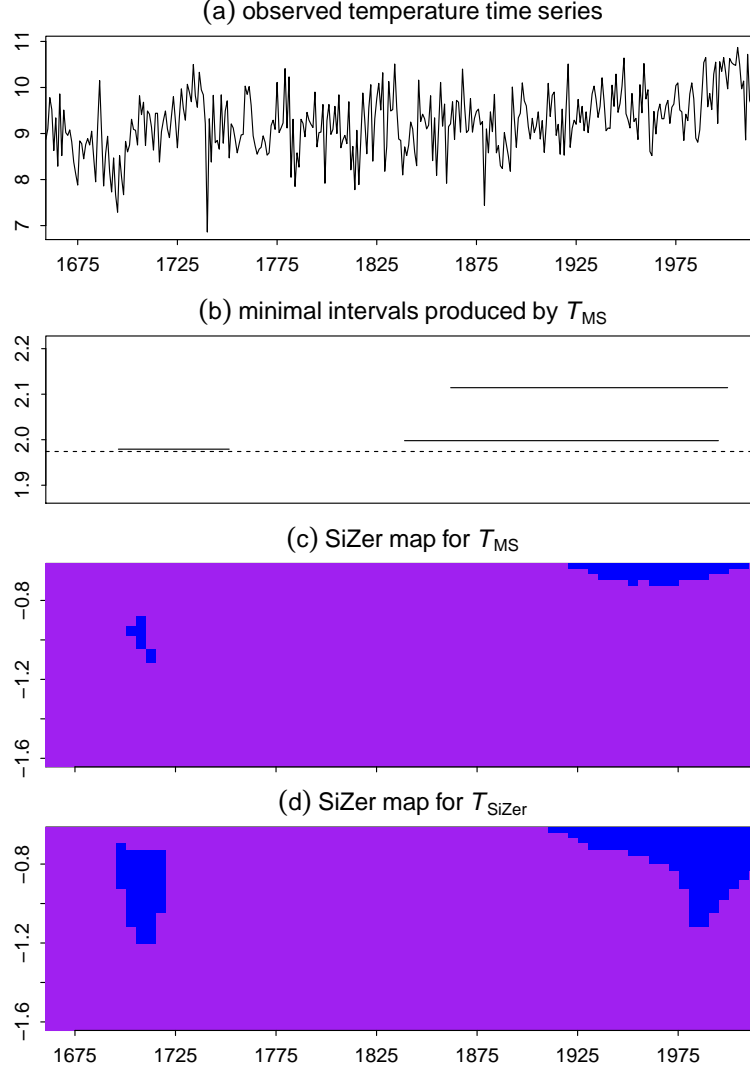 (a) observed temperature time series
11
10
9
8
7
1675 1725 1775 1825 1875 1925 1975
(b) minimal intervals produced by T_MS
2.2
2.1
2.0
1.9
(c) SiZer map for T_MS
−0.8
−1.2
−1.6
(d) SiZer map for T_SiZer
−0.8
−1.2
−1.6
1675 1725 1775 1825 1875 1925 1975